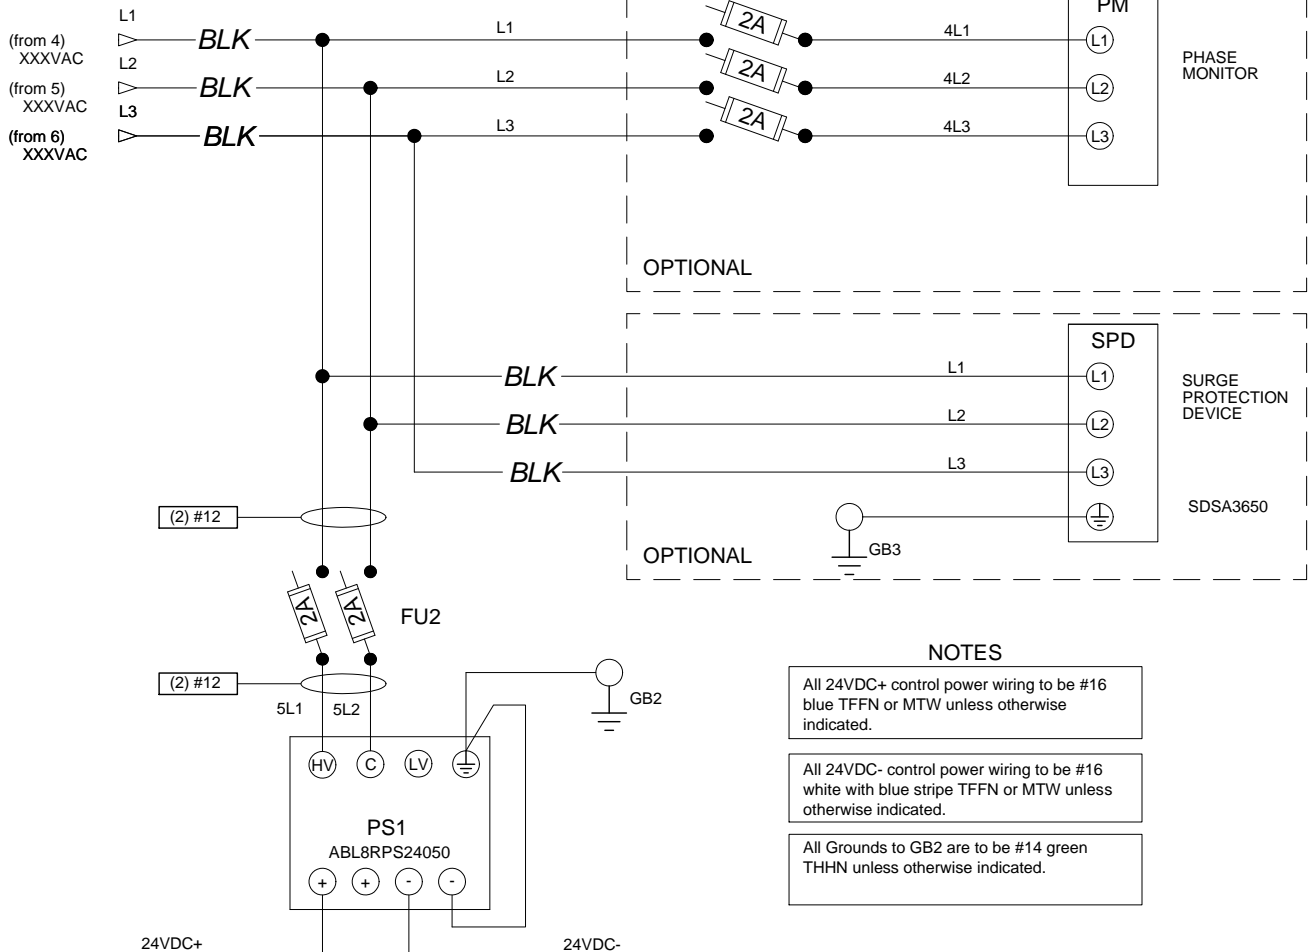 PM
L1
(from 4)
XXXVAC
BLK
L1
2A
4L1
L1
L2
(from 5)
XXXVAC
BLK
L2
2A
4L2
L2
PHASE
MONITOR
L3
(from 6)
XXXVAC
BLK
L3
2A
4L3
L3
OPTIONAL
SPD
BLK
L1
L1
BLK
L2
L2
BLK
L3
L3
SURGE
PROTECTION
DEVICE
SDSA3650
GB3
OPTIONAL
(2) #12
2A
2A
FU2
(2) #12
5L1
5L2
GB2
HV
C
LV
PS1
ABL8RPS24050
+
+
-
-
24VDC+
24VDC-
NOTES
All 24VDC+ control power wiring to be #16
blue TFFN or MTW unless otherwise
indicated.
All 24VDC- control power wiring to be #16
white with blue stripe TFFN or MTW unless
otherwise indicated.
All Grounds to GB2 are to be #14 green
THHN unless otherwise indicated.